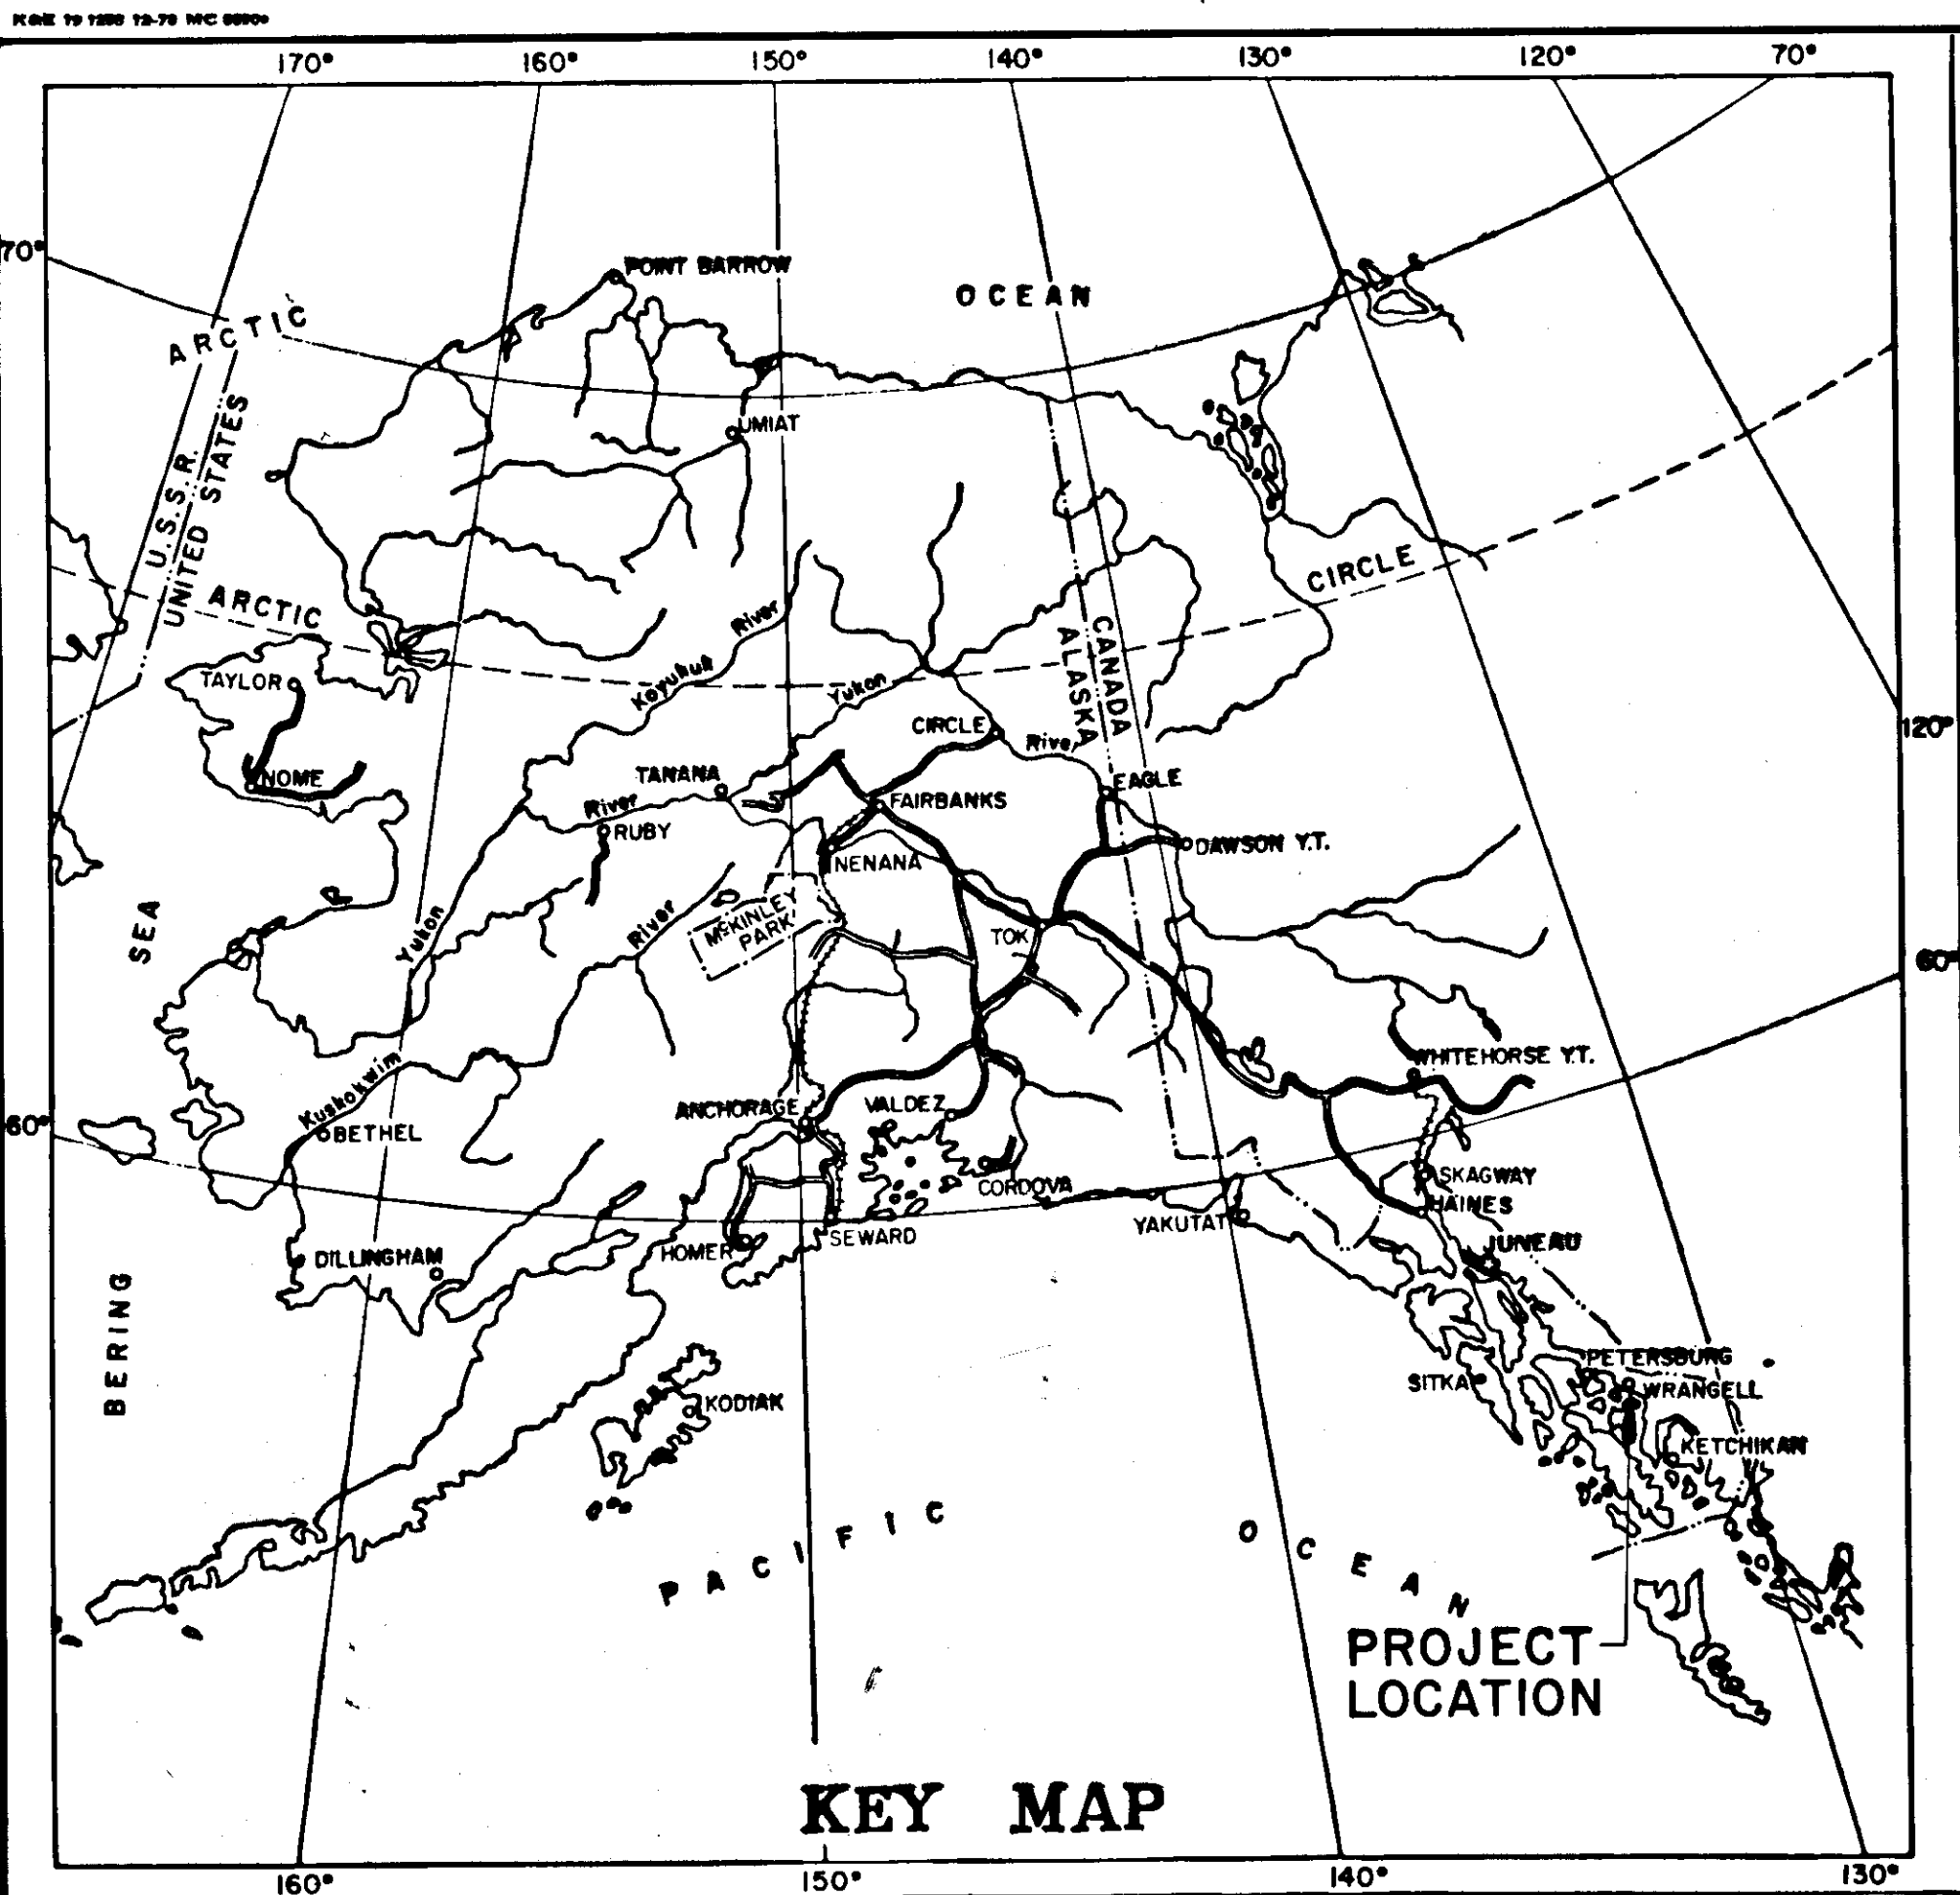 170° 160° 150° 140° 130° 120° 70°
70°
POINT BARROW
OCEAN
ARCTIC
UMIAT
U.S.S.R.
UNITED STATES
ARCTIC
CIRCLE
River
Koyukuk
Yukon
TAYLOR
CANADA
ALASKA
CIRCLE
River
120°
NOME
TANANA
EAGLE
River
FAIRBANKS
RUBY
DAWSON Y.T.
NENANA
SEA
Yukon
River
McKINLEY
PARK
TOK
60°
WHITEHORSE Y.T.
Kuskokwim
ANCHORAGE
VALDEZ
60°
BETHEL
SKAGWAY
CORDOVA
HAINES
YAKUTAT
SEWARD
JUNEAU
HOMER
DILLINGHAM
BERING
PETERSBURG
SITKA
WRANGELL
KODIAK
KETCHIKAN
PACIFIC
OCEAN
PROJECT
LOCATION
KEY MAP
160° 150° 140° 130°